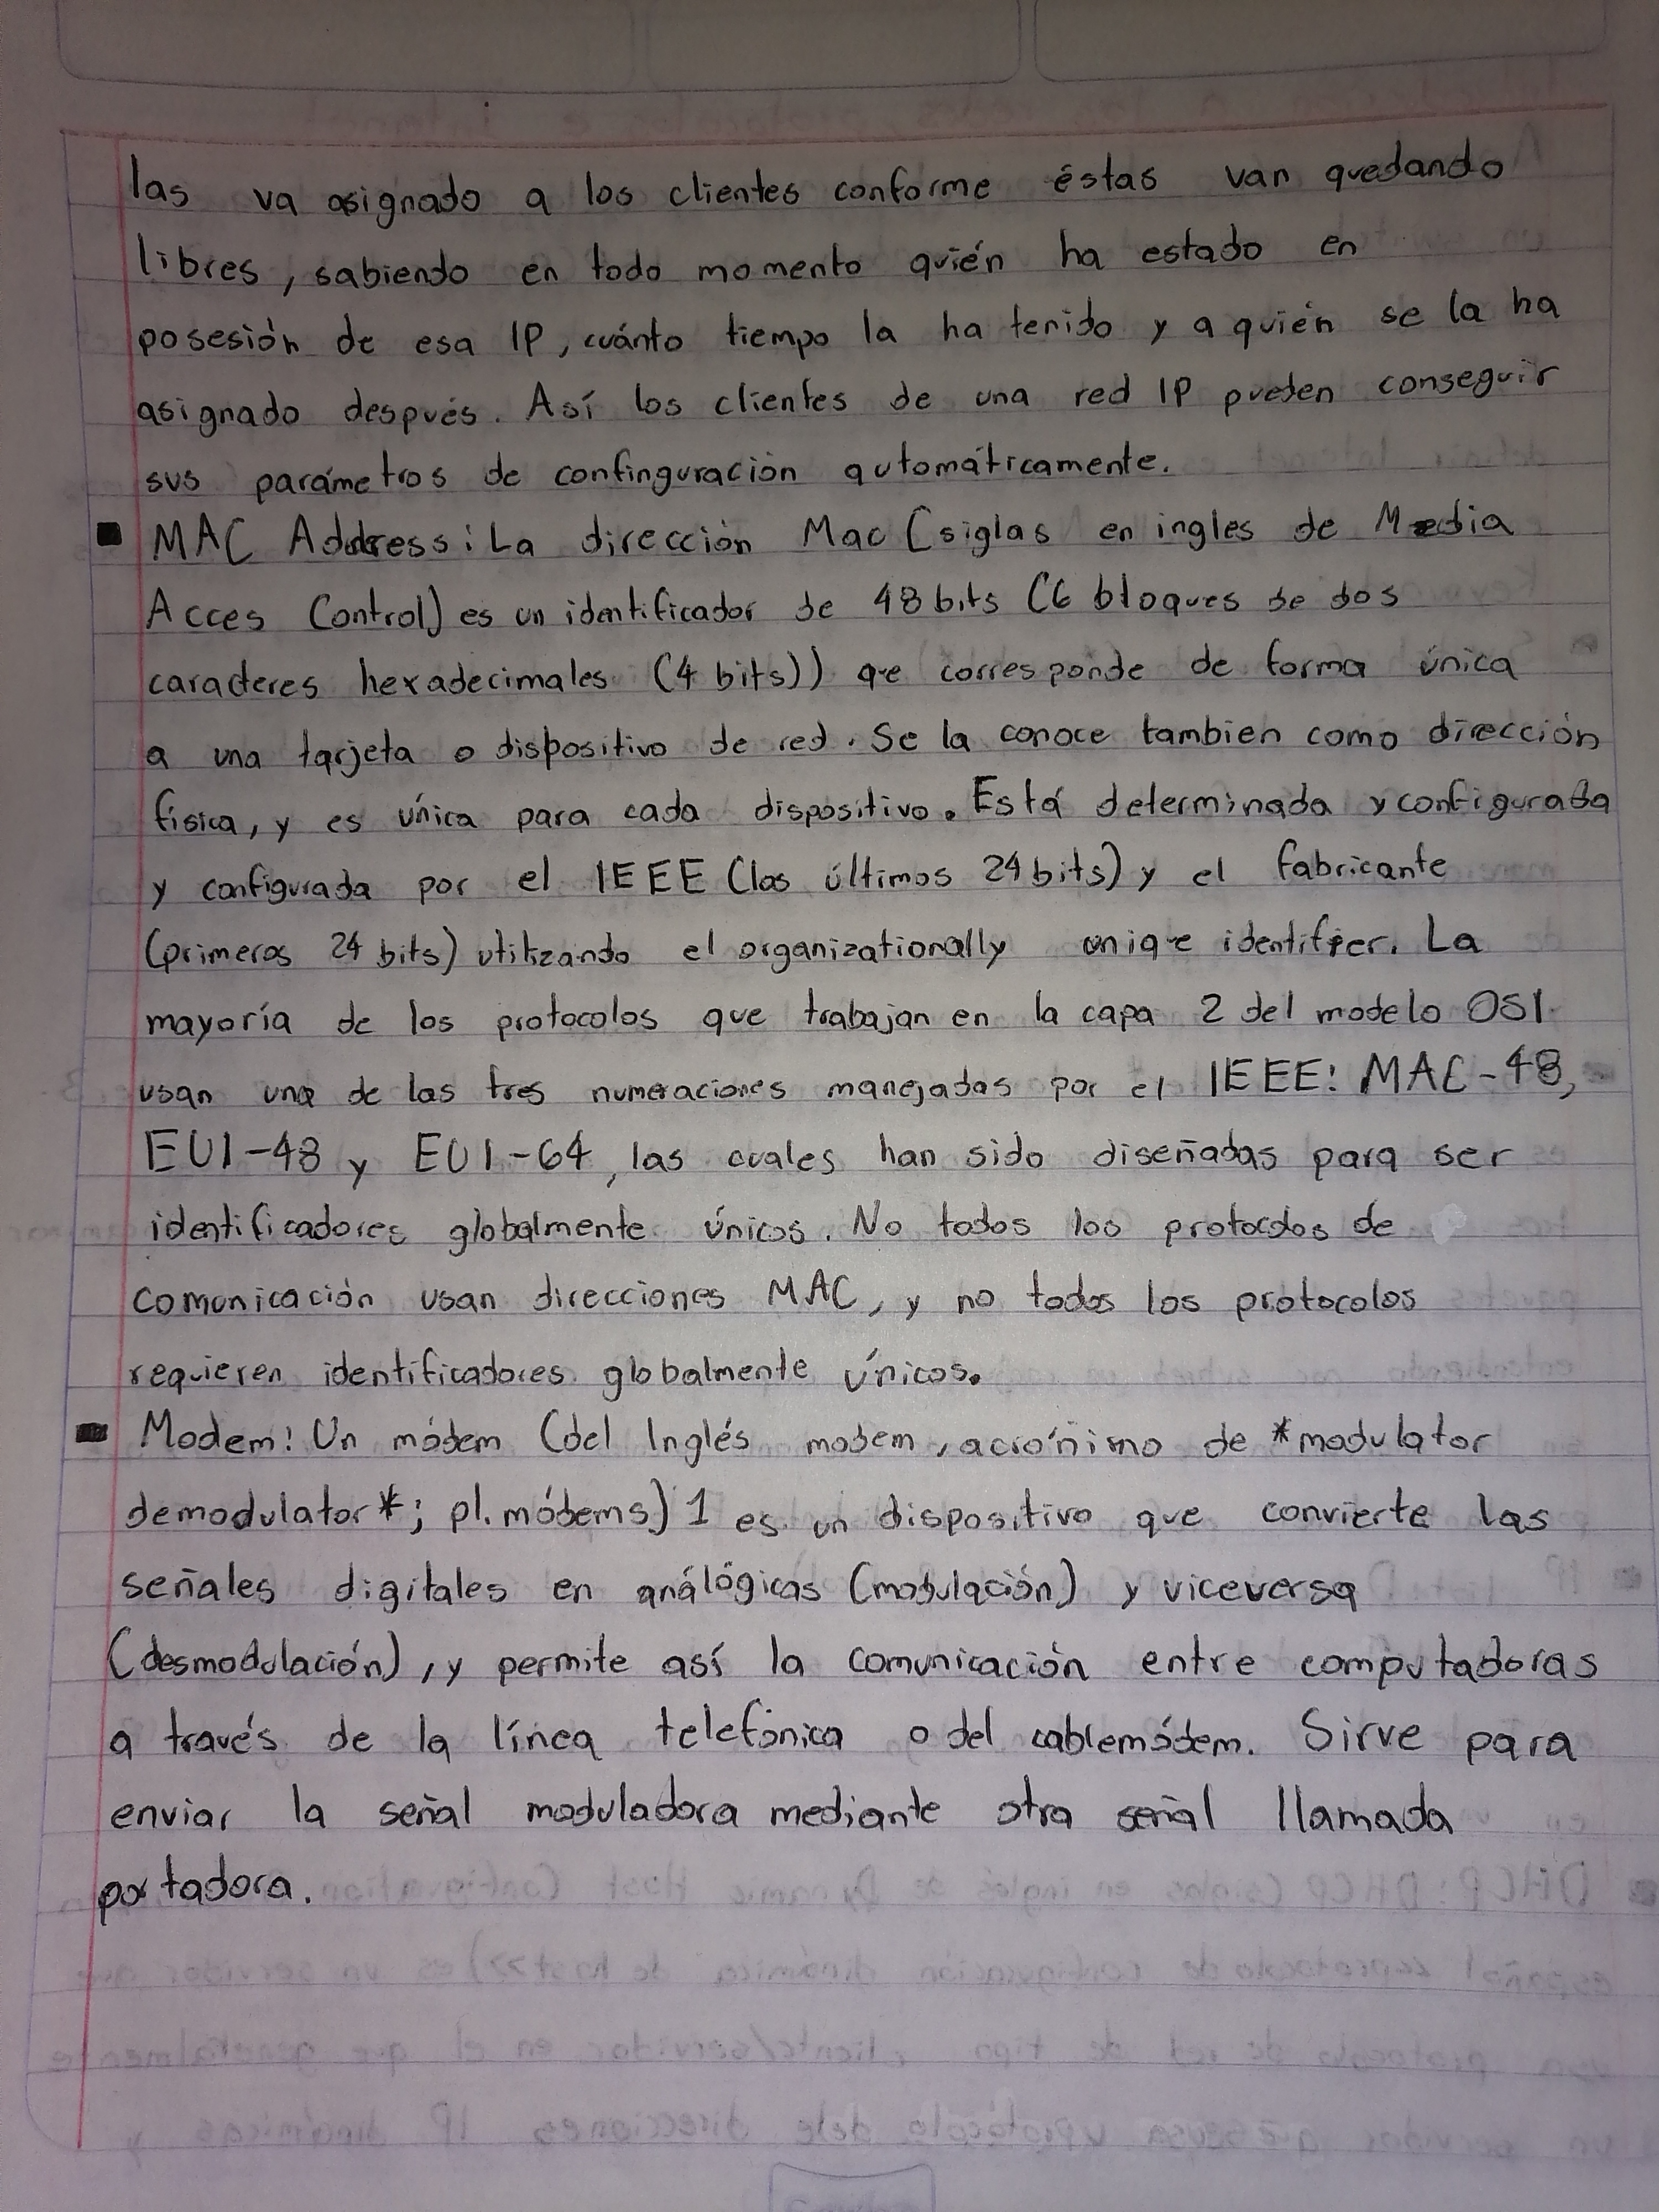 las va asignado a los clientes conforme éstas van quedando
libres, sabiendo en todo momento quién ha estado en
posesión de esa IP, cuánto tiempo la ha tenido y a quién se la ha
asignado después. Así los clientes de una red IP pueden conseguir
sus parámetros de confinguración automáticamente.
MAC Address: La dirección Mac (siglas en ingles de Media
Acces Control) es un identificador de 48 bits (6 bloques de dos
caracteres hexadecimales (4 bits)) que corresponde de forma única
a una tarjeta o dispositivo de red. Se la conoce tambien como dirección
física, y es única para cada dispositivo. Está determinada y configurada
y configurada por el IEEE (los últimos 24 bits) y el fabricante
(primeros 24 bits) utilizando el organizationally unique identifier. La
mayoría de los protocolos que trabajan en la capa 2 del modelo OSI
usan una de las tres numeraciones manejadas por el IEEE: MAC-48,
EUI-48 y EUI-64, las cuales han sido diseñadas para ser
identificadores globalmente únicos. No todos los protocolos de
comunicación usan direcciones MAC, y no todos los protocolos
requieren identificadores globalmente únicos.
Modem: Un módem (del Inglés modem, acrónimo de *modulator
demodulator*; pl. módems) 1 es un dispositivo que convierte las
señales digitales en análógicas (modulación) y viceversa
(desmodulación), y permite así la comunicación entre computadoras
a través de la línea telefónica o del cablemódem. Sirve para
enviar la señal moduladora mediante otra señal llamada
portadora.